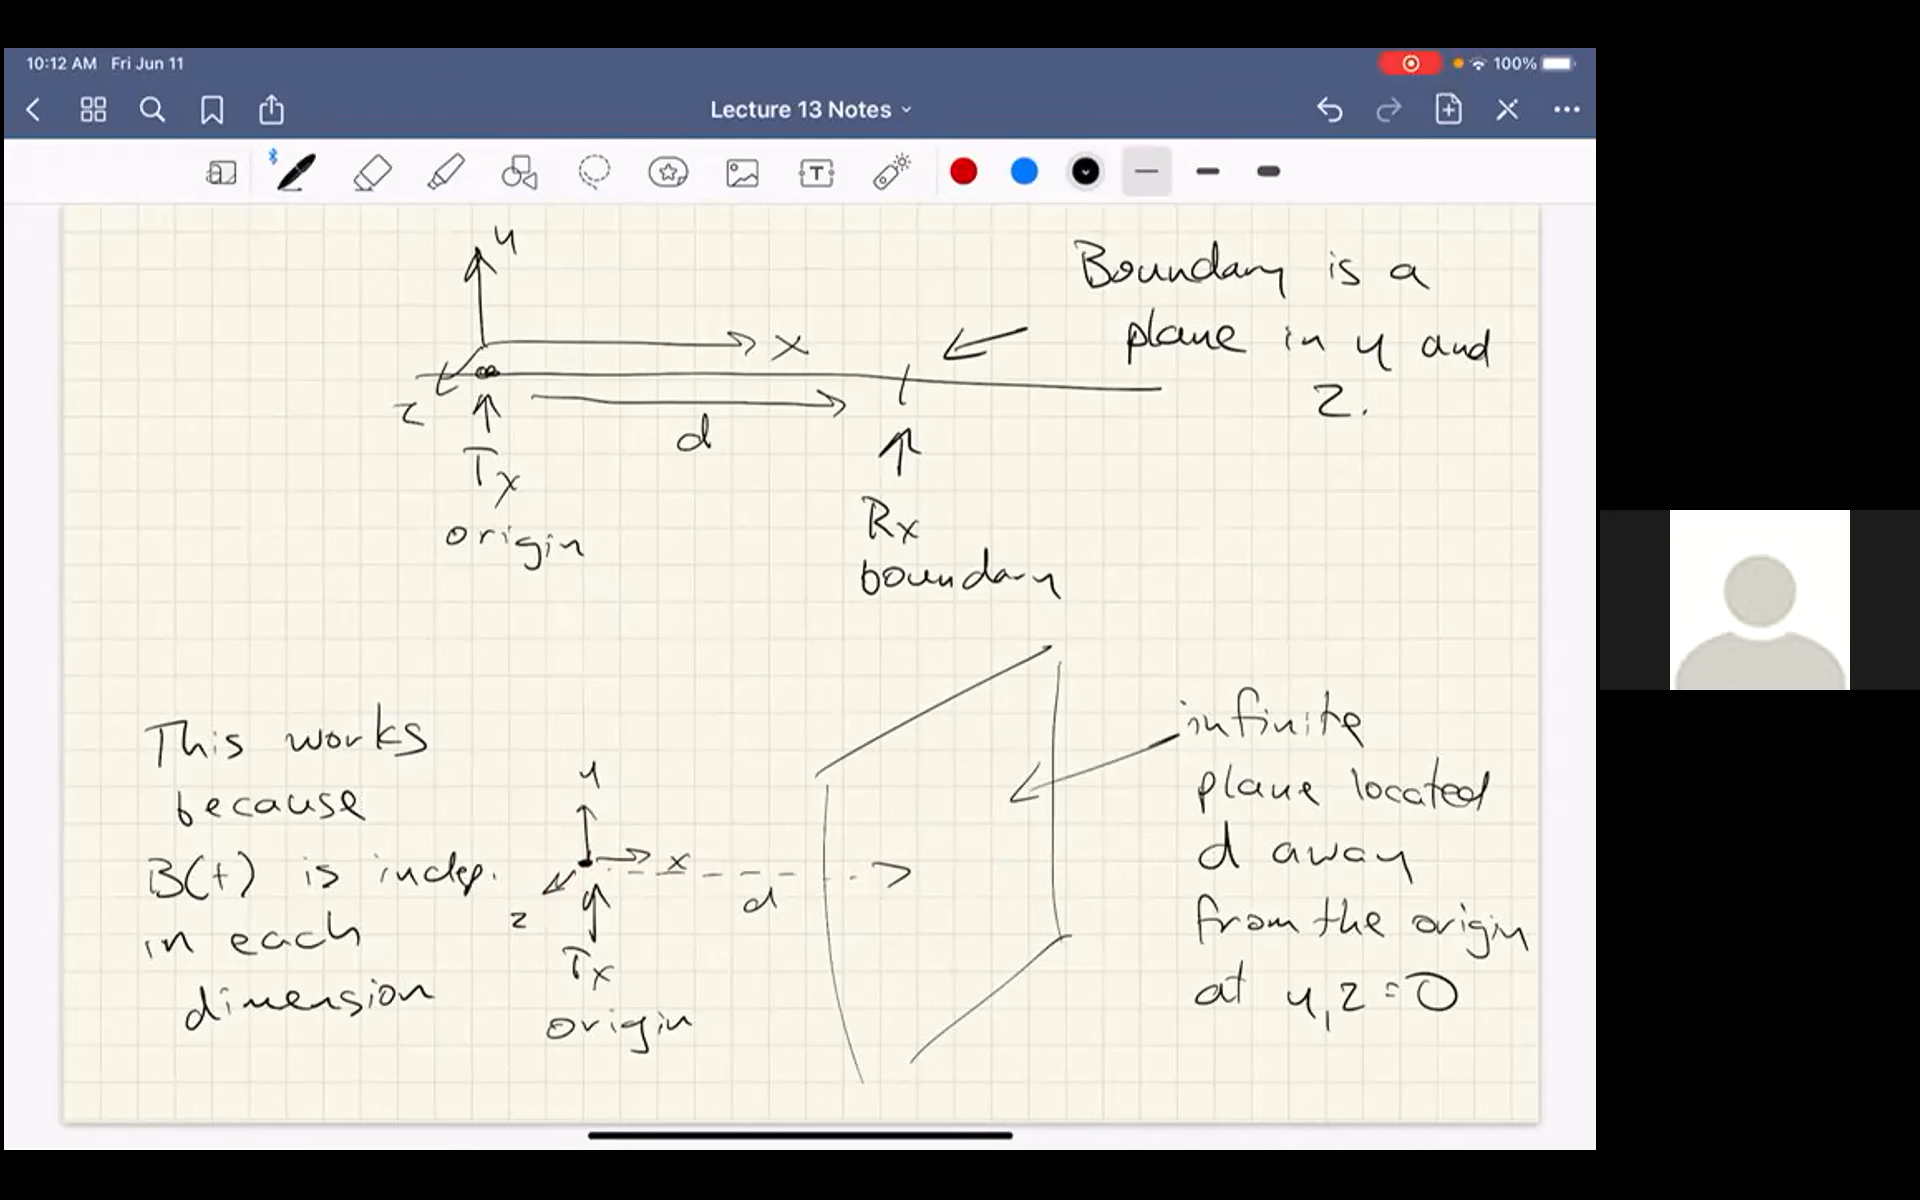 10:12 AM Fri Jun 11
100%
Lecture 13 Notes
y
x
z
d
Tx
origin
Rx
boundary
Boundary is a
plane in y and
z.
This works
because
B(t) is indep.
in each
dimension
y
x
z
d
Tx
origin
infinite
plane located
d away
from the origin
at y,z=0